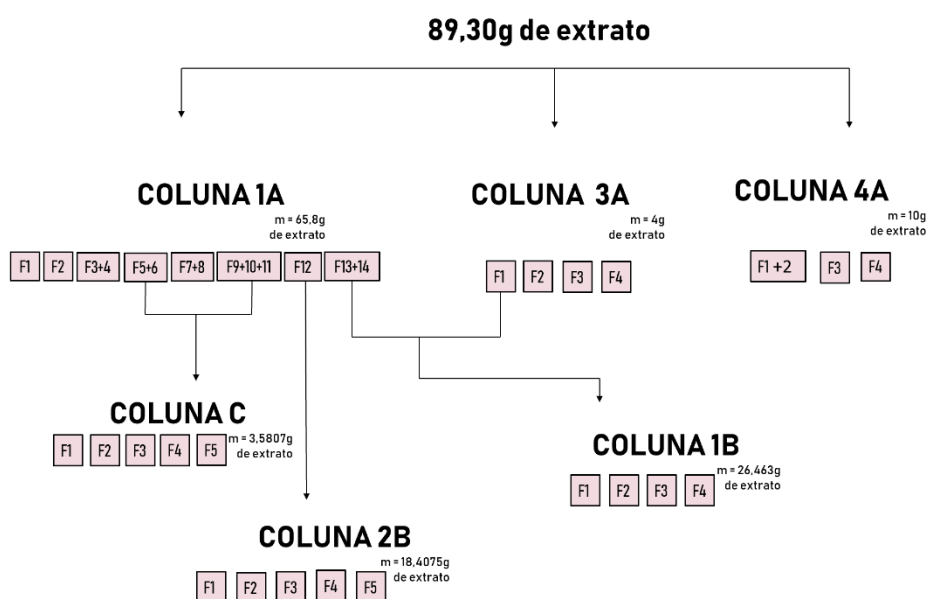 89,30g de extrato
COLUNA 1A
m = 65,8g
de extrato
F1 F2 F3+4 F5+6 F7+8 F9+10+11 F12 F13+14
COLUNA 3A
m = 4g
de extrato
F1 F2 F3 F4
COLUNA 4A
m = 10g
de extrato
F1 +2 F3 F4
COLUNA C
m = 3,5807g
de extrato
F1 F2 F3 F4 F5
COLUNA 1B
m = 26,463g
de extrato
F1 F2 F3 F4
COLUNA 2B
m = 18,4075g
de extrato
F1 F2 F3 F4 F5